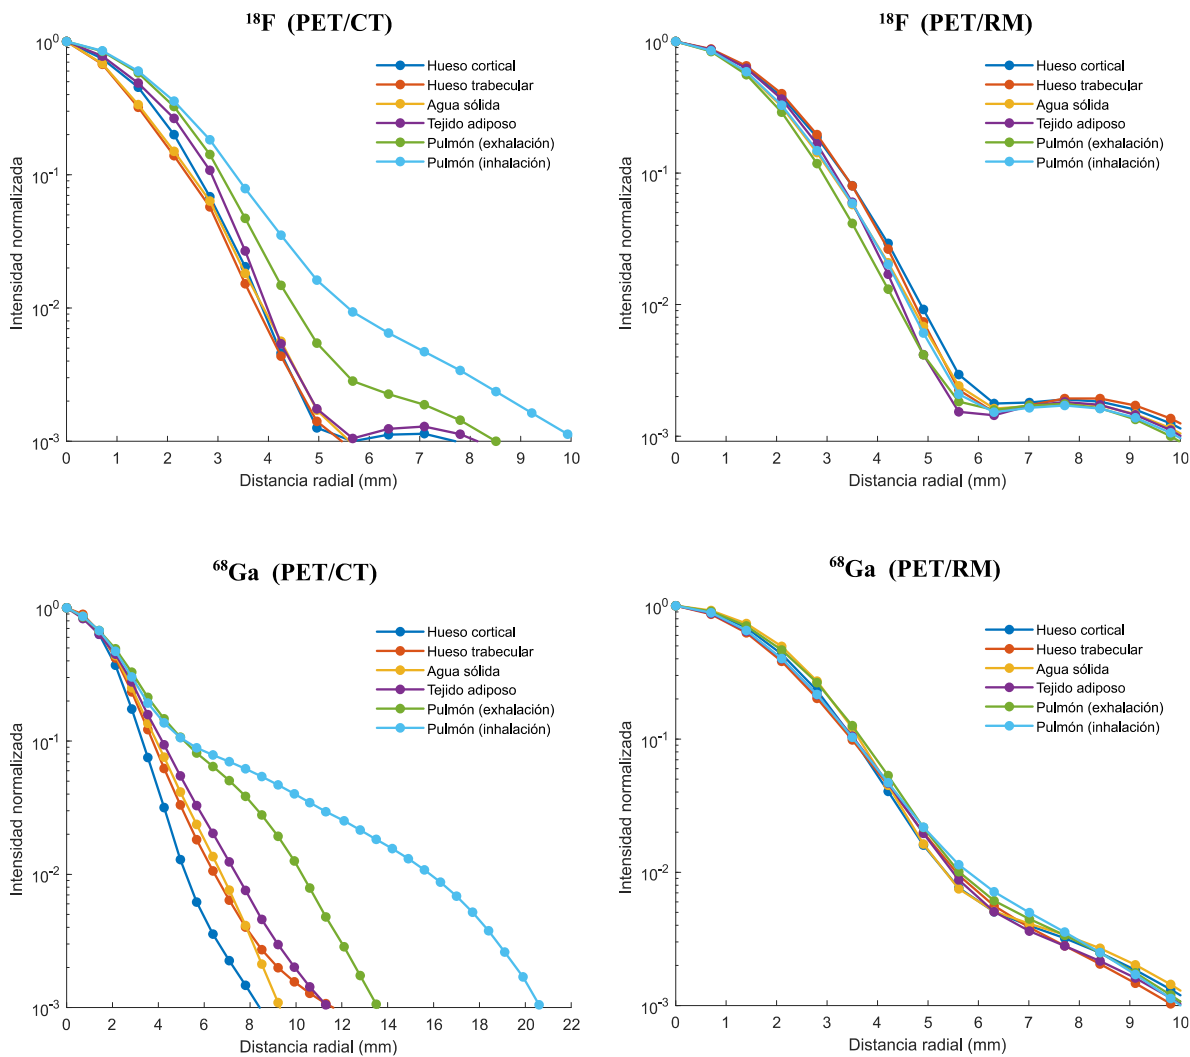 ¹⁸F (PET/CT)
10⁰
10⁻¹
10⁻²
10⁻³
Intensidad normalizada
Hueso cortical
Hueso trabecular
Agua sólida
Tejido adiposo
Pulmón (exhalación)
Pulmón (inhalación)
0 1 2 3 4 5 6 7 8 9 10
Distancia radial (mm)
¹⁸F (PET/RM)
10⁰
10⁻¹
10⁻²
10⁻³
Intensidad normalizada
Hueso cortical
Hueso trabecular
Agua sólida
Tejido adiposo
Pulmón (exhalación)
Pulmón (inhalación)
0 1 2 3 4 5 6 7 8 9 10
Distancia radial (mm)
⁶⁸Ga (PET/CT)
10⁰
10⁻¹
10⁻²
10⁻³
Intensidad normalizada
Hueso cortical
Hueso trabecular
Agua sólida
Tejido adiposo
Pulmón (exhalación)
Pulmón (inhalación)
0 2 4 6 8 10 12 14 16 18 20 22
Distancia radial (mm)
⁶⁸Ga (PET/RM)
10⁰
10⁻¹
10⁻²
10⁻³
Intensidad normalizada
Hueso cortical
Hueso trabecular
Agua sólida
Tejido adiposo
Pulmón (exhalación)
Pulmón (inhalación)
0 1 2 3 4 5 6 7 8 9 10
Distancia radial (mm)